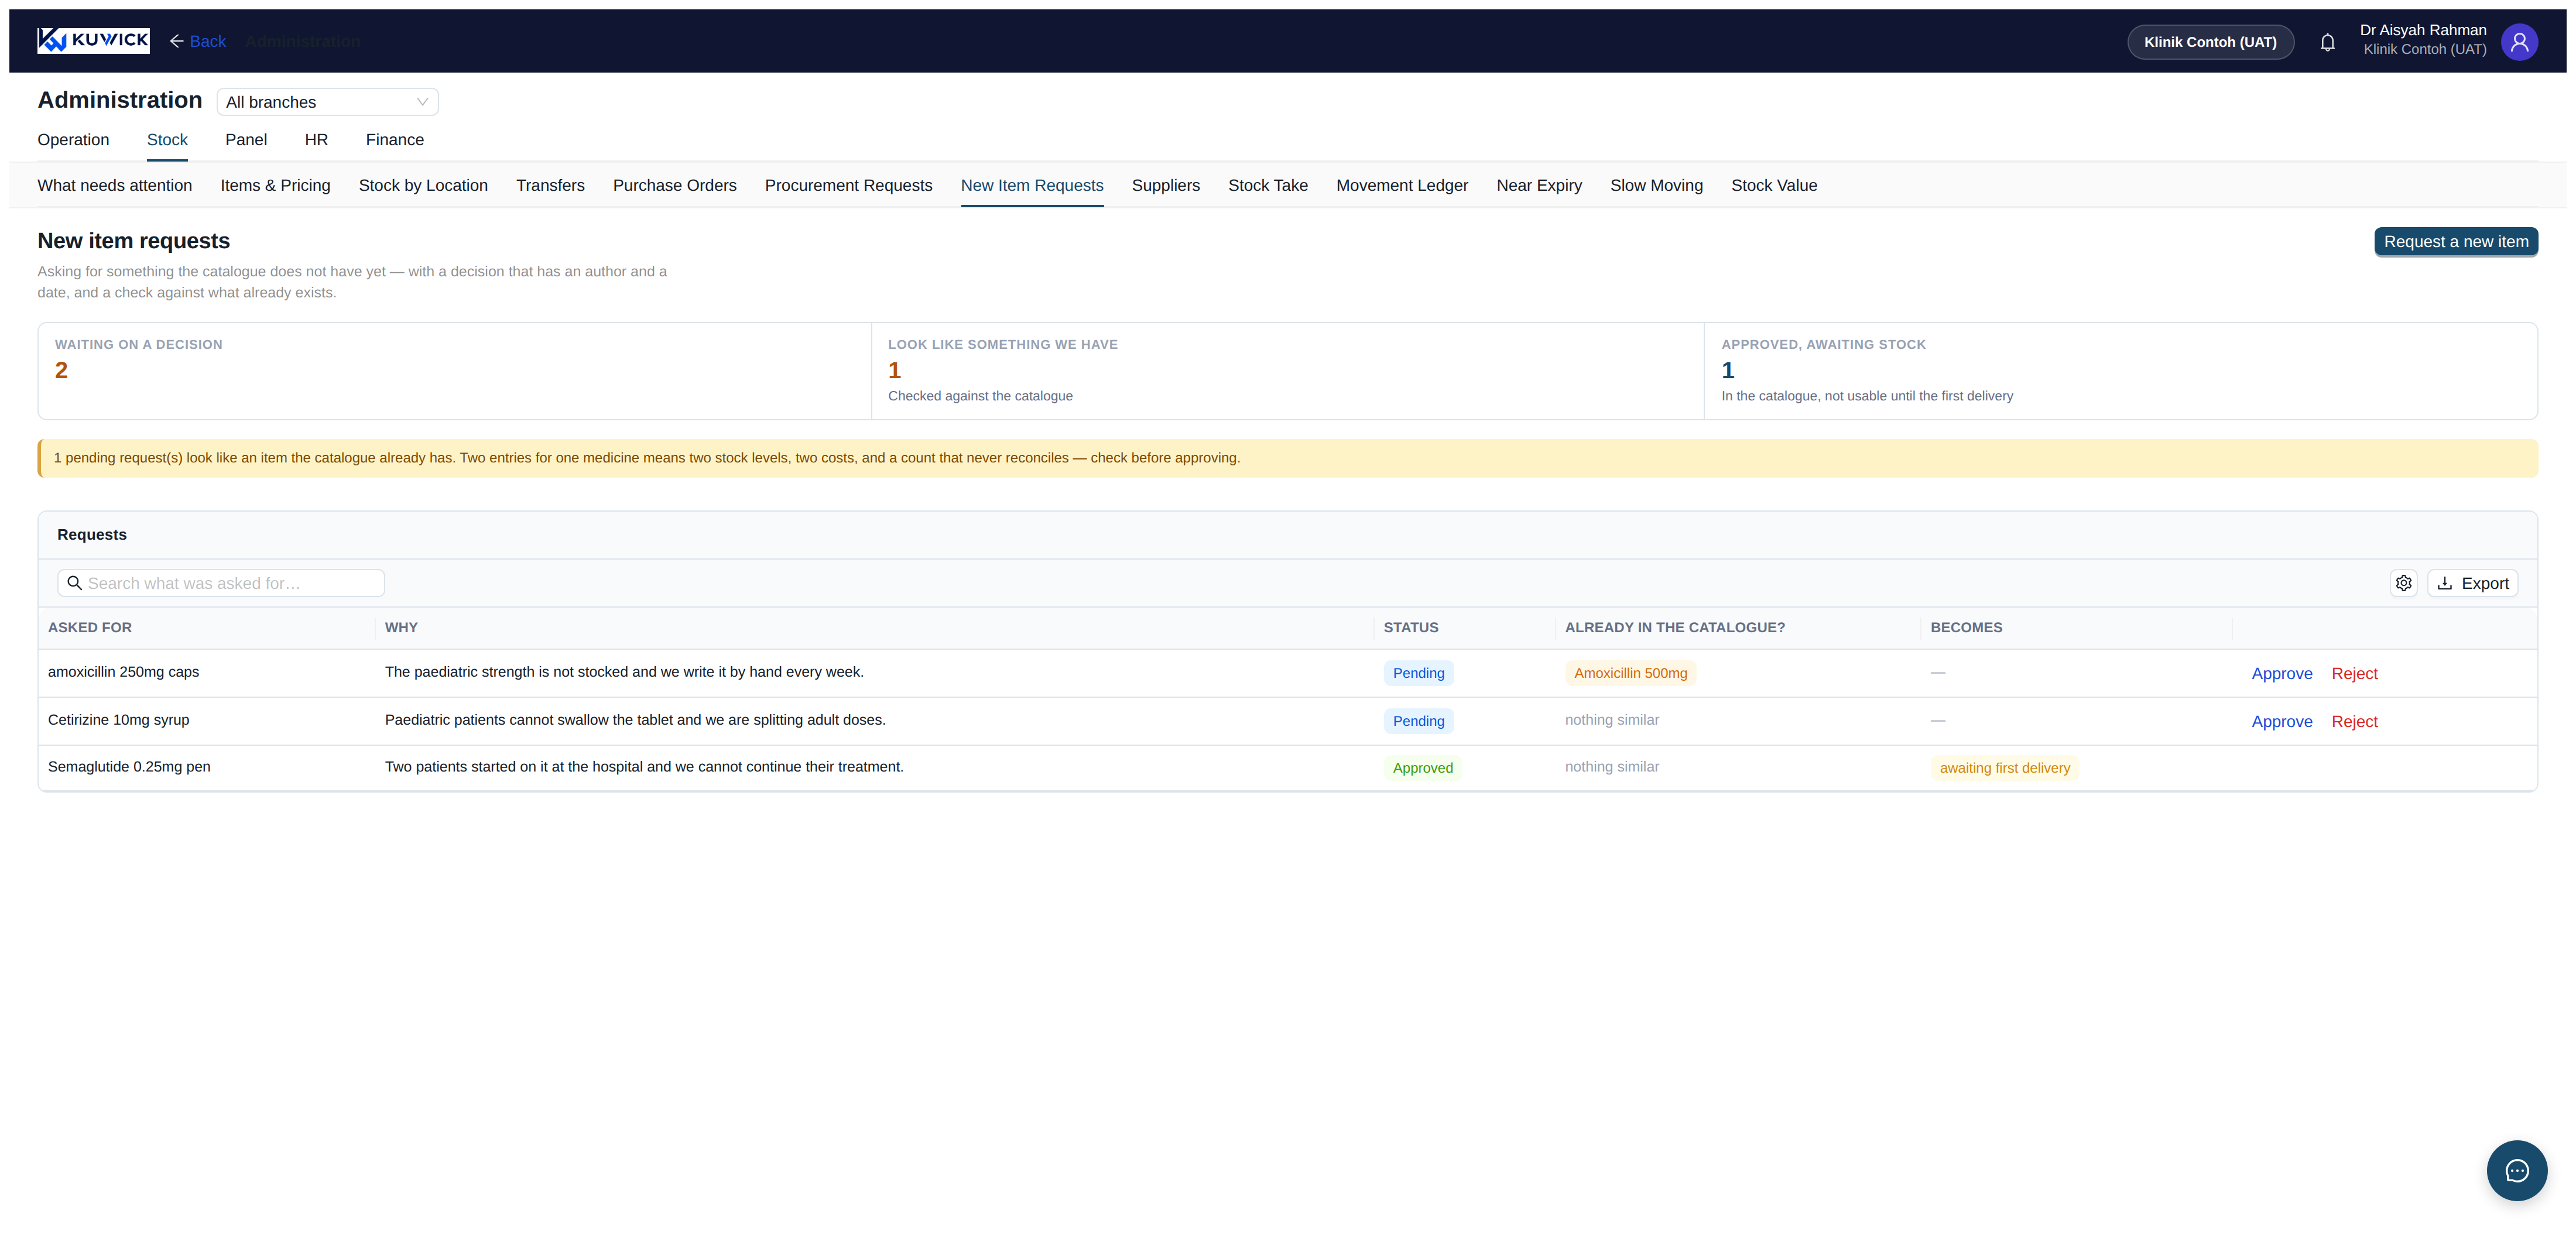 KUWICK
Back
Administration
Klinik Contoh (UAT)
Dr Aisyah Rahman
Klinik Contoh (UAT)
Administration
All branches
Operation Stock Panel HR Finance
What needs attention Items & Pricing Stock by Location Transfers Purchase Orders Procurement Requests New Item Requests Suppliers Stock Take Movement Ledger Near Expiry Slow Moving Stock Value
New item requests
Request a new item
Asking for something the catalogue does not have yet — with a decision that has an author and a
date, and a check against what already exists.
WAITING ON A DECISION
2
LOOK LIKE SOMETHING WE HAVE
1
Checked against the catalogue
APPROVED, AWAITING STOCK
1
In the catalogue, not usable until the first delivery
1 pending request(s) look like an item the catalogue already has. Two entries for one medicine means two stock levels, two costs, and a count that never reconciles — check before approving.
Requests
Search what was asked for…
Export
ASKED FOR WHY STATUS ALREADY IN THE CATALOGUE? BECOMES
amoxicillin 250mg caps The paediatric strength is not stocked and we write it by hand every week. Pending Amoxicillin 500mg — Approve Reject
Cetirizine 10mg syrup Paediatric patients cannot swallow the tablet and we are splitting adult doses. Pending nothing similar — Approve Reject
Semaglutide 0.25mg pen Two patients started on it at the hospital and we cannot continue their treatment. Approved nothing similar awaiting first delivery